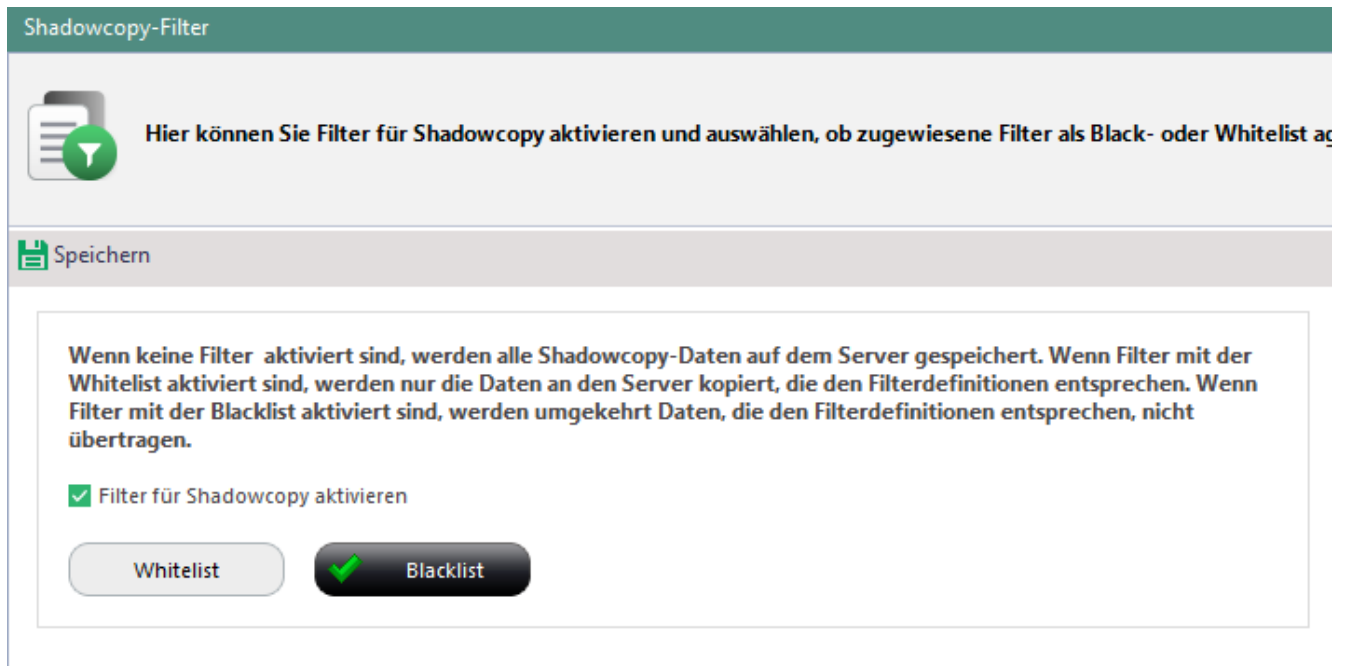 Shadowcopy-Filter
Hier können Sie Filter für Shadowcopy aktivieren und auswählen, ob zugewiesene Filter als Black- oder Whitelist
Speichern
Wenn keine Filter aktiviert sind, werden alle Shadowcopy-Daten auf dem Server gespeichert. Wenn Filter mit der
Whitelist aktiviert sind, werden nur die Daten an den Server kopiert, die den Filterdefinitionen entsprechen. Wenn
Filter mit der Blacklist aktiviert sind, werden umgekehrt Daten, die den Filterdefinitionen entsprechen, nicht
übertragen.
Filter für Shadowcopy aktivieren
Whitelist Blacklist